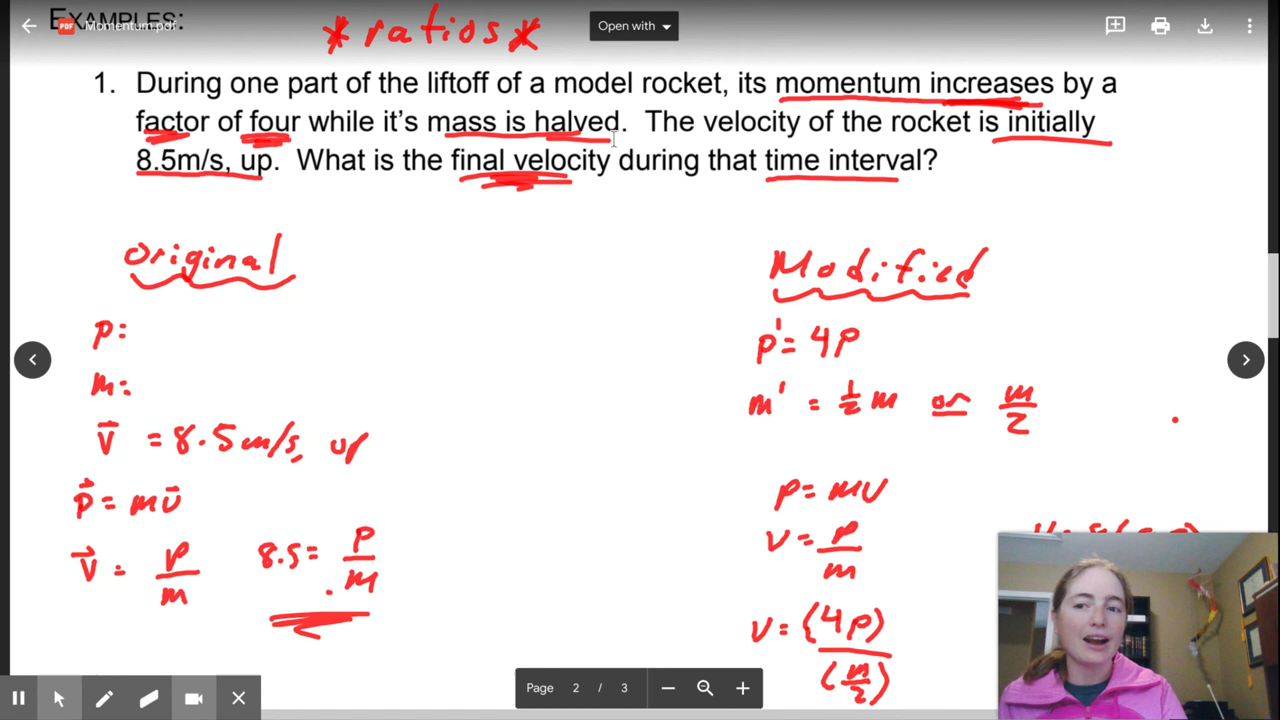 EXAMPLES:
Momentum.pdf
Open with
*ratios*
1. During one part of the liftoff of a model rocket, its momentum increases by a
factor of four while it's mass is halved. The velocity of the rocket is initially
8.5m/s, up. What is the final velocity during that time interval?
Original
p:
m:
v⃗ = 8.5m/s, up
p⃗ = mv⃗
v⃗ = p/m
8.5 = p/m
Modified
p' = 4p
m' = ½m or m/2
p = mv
v = p/m
v = (4p)/(m/2)
Page 2 / 3